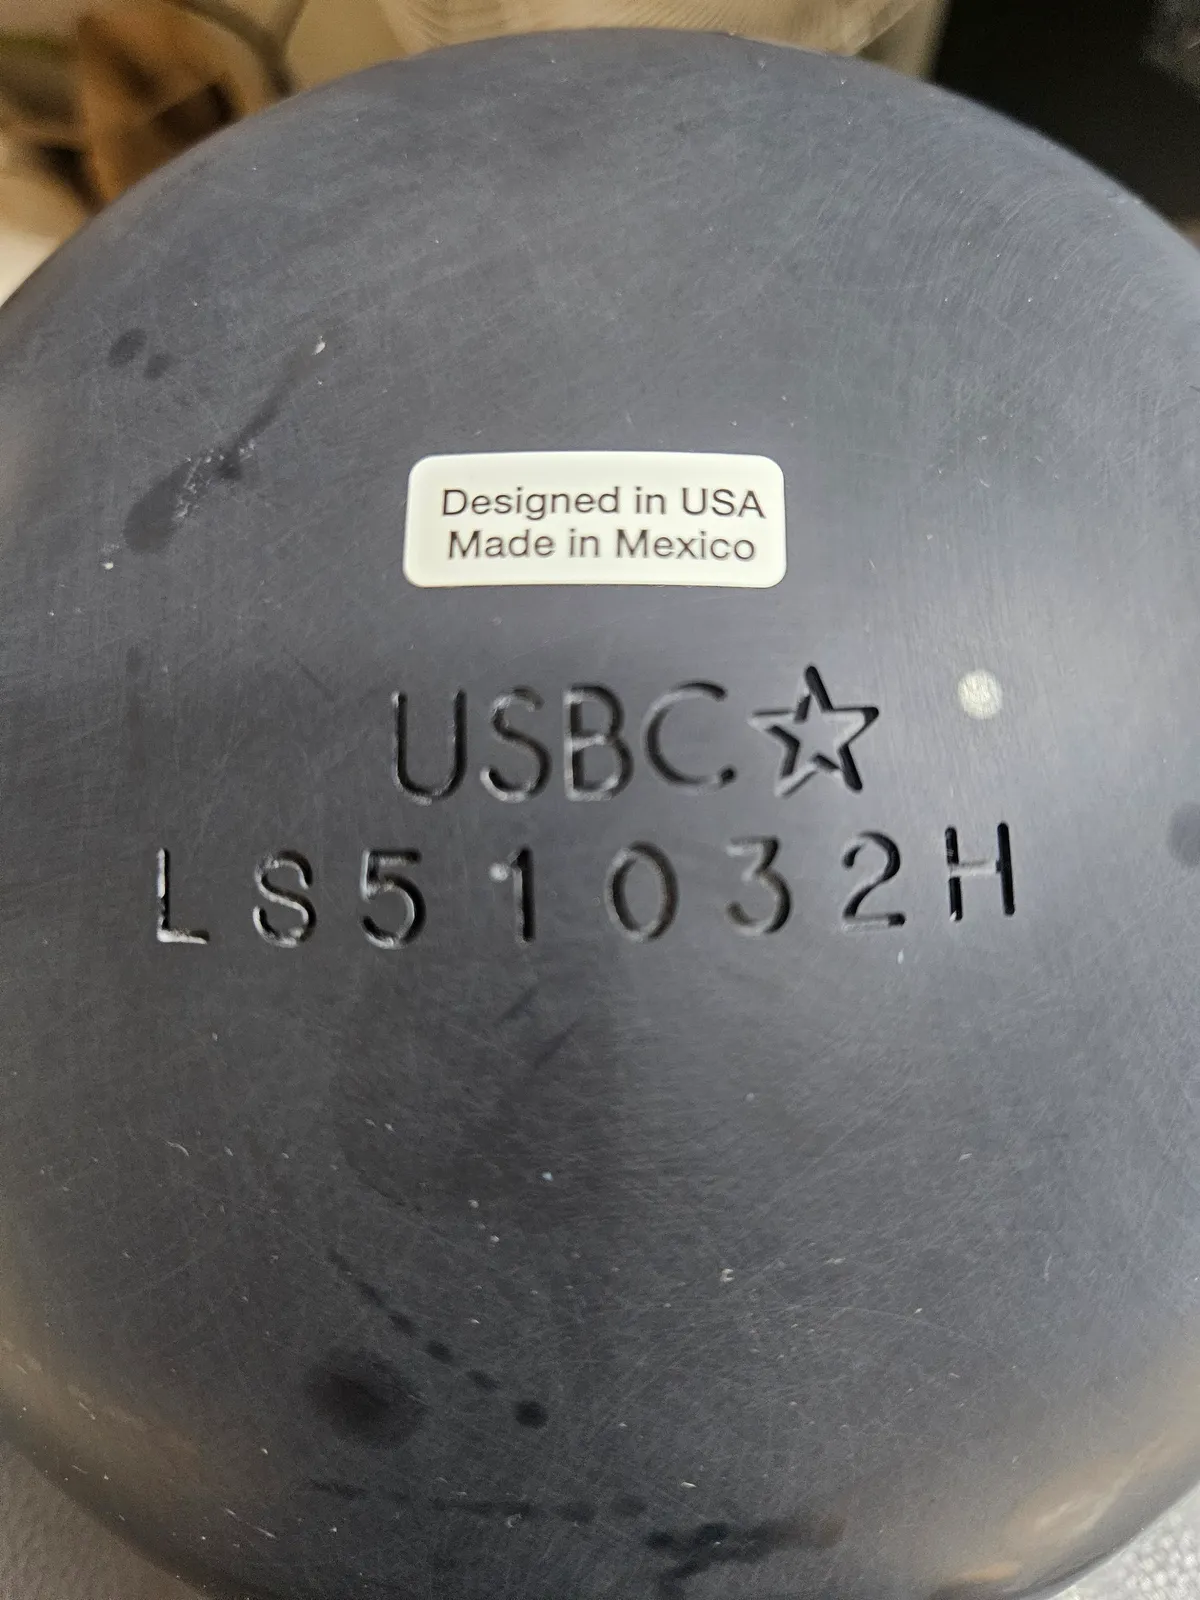 Designed in USA
Made in Mexico
USBC☆
LS51032H